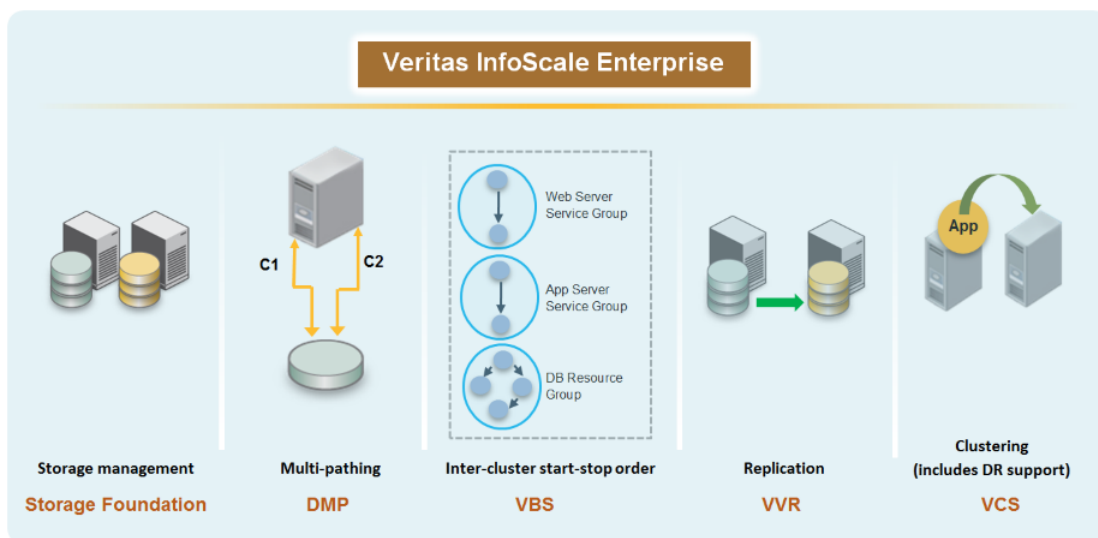 Veritas InfoScale Enterprise
C1
C2
Web Server
Service Group
App Server
Service Group
DB Resource
Group
App
Storage management
Storage Foundation
Multi-pathing
DMP
Inter-cluster start-stop order
VBS
Replication
VVR
Clustering
(includes DR support)
VCS